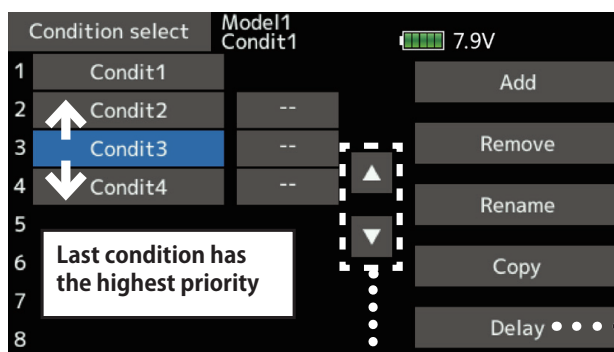 Condition select
Model1
Condit1
7.9V
1 Condit1
2 Condit2 --
3 Condit3 --
4 Condit4 --
5
6
7
8
Last condition has
the highest priority
▲
▼
Add
Remove
Rename
Copy
Delay